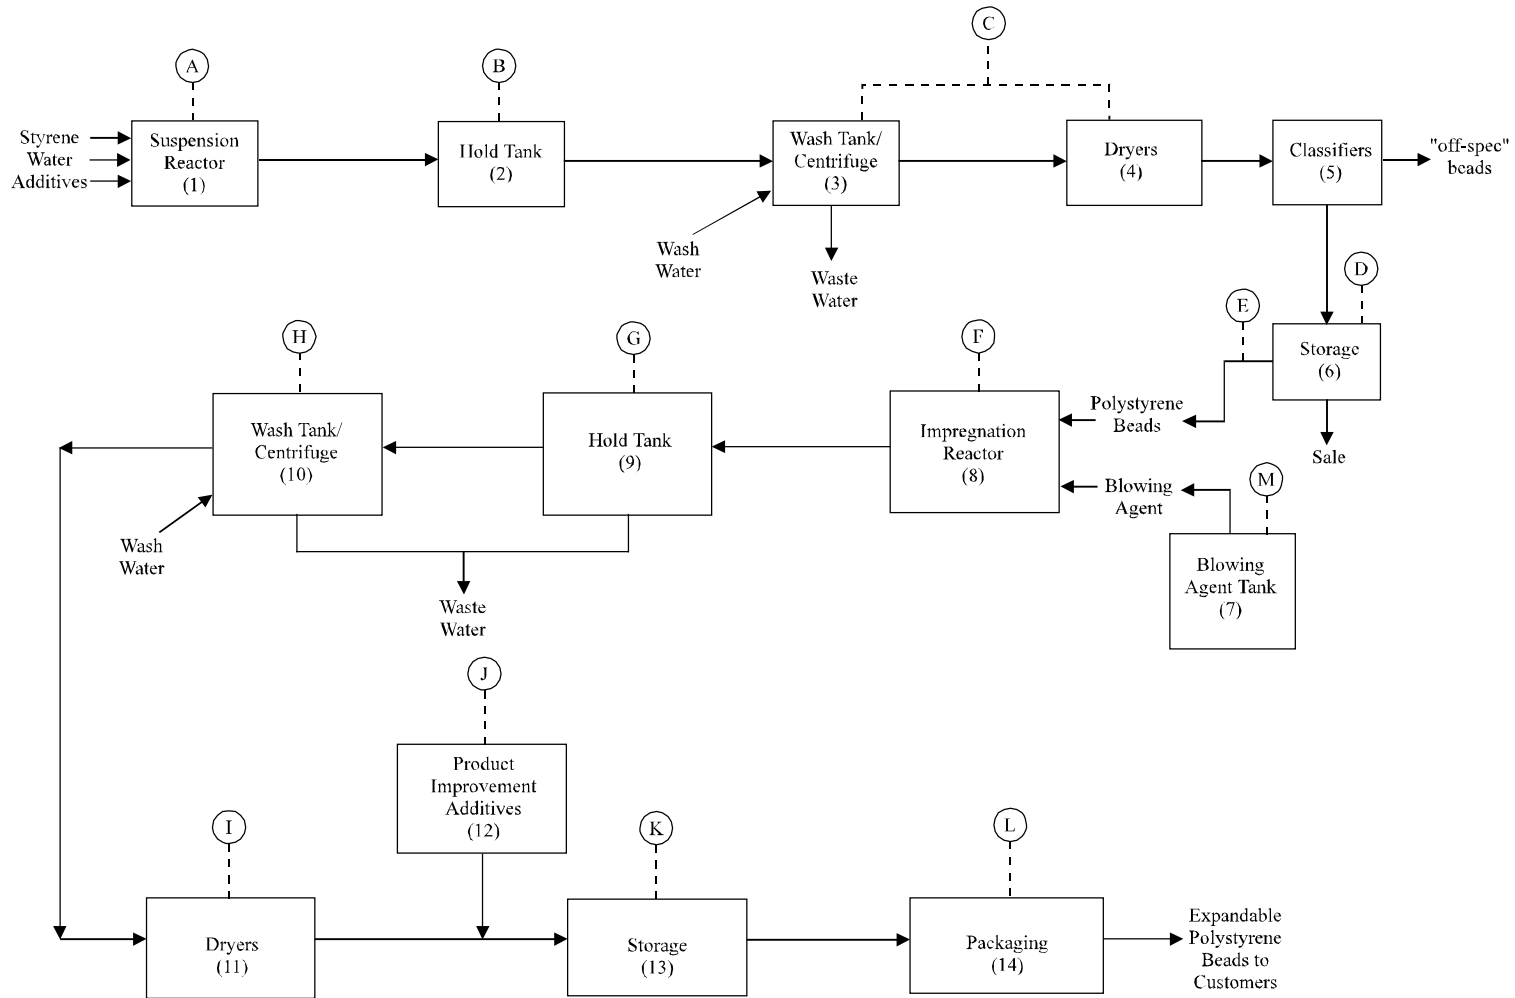 C
A
B
Styrene
Water
Additives
Suspension
Reactor
(1)
Hold Tank
(2)
Wash Tank/
Centrifuge
(3)
Dryers
(4)
Classifiers
(5)
"off-spec"
beads
Wash
Water
Waste
Water
D
E
Storage
(6)
Sale
H
G
F
Wash Tank/
Centrifuge
(10)
Hold Tank
(9)
Impregnation
Reactor
(8)
Polystyrene
Beads
Blowing
Agent
M
Blowing
Agent Tank
(7)
Wash
Water
Waste
Water
J
Product
Improvement
Additives
(12)
I
K
L
Dryers
(11)
Storage
(13)
Packaging
(14)
Expandable
Polystyrene
Beads to
Customers